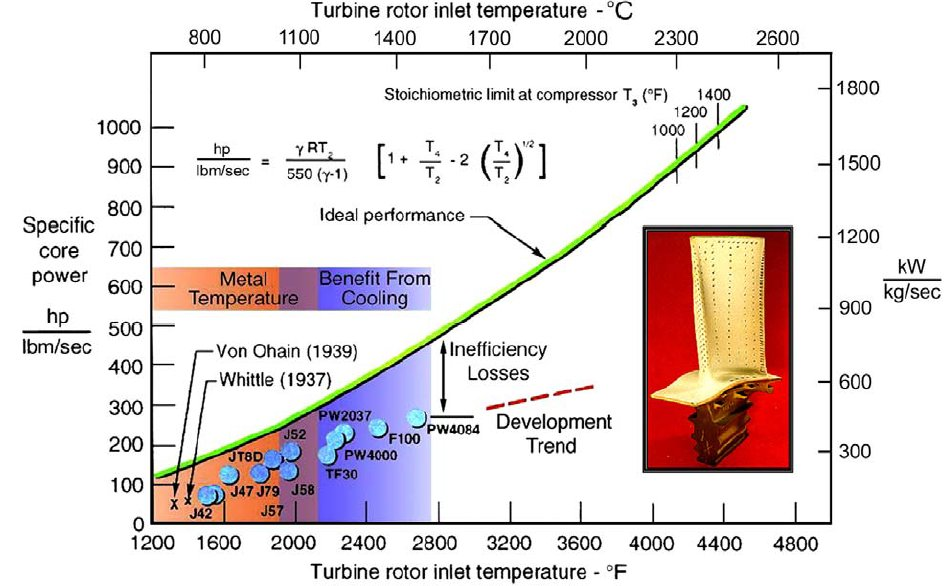 Turbine rotor inlet temperature - °C
800 1100 1400 1700 2000 2300 2600
Stoichiometric limit at compressor T3 (°F)
1000 1200 1400
hp / lbm/sec = γ RT2 / 550 (γ-1) [1 + T4 / T2 - 2 (T4 / T2)1/2]
Ideal performance
Specific
core
power
hp
lbm/sec
1000
900
800
700
600
500
400
300
200
100
0
1800
1500
1200
900
600
300
kW
kg/sec
Metal
Temperature
Benefit From
Cooling
Von Ohain (1939)
Whittle (1937)
Inefficiency
Losses
Development
Trend
PW2037
J52
PW4084
F100
JT8D
PW4000
TF30
J47
J79
J58
J42
J57
x x
1200 1600 2000 2400 2800 3200 3600 4000 4400 4800
Turbine rotor inlet temperature - °F